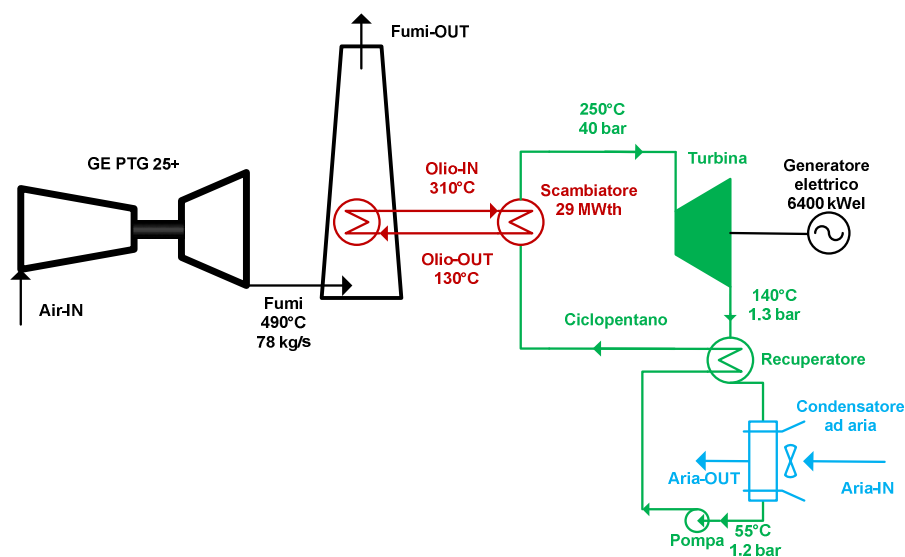 Fumi-OUT
GE PTG 25+
Air-IN
Fumi
490°C
78 kg/s
Olio-IN
310°C
Olio-OUT
130°C
Scambiatore
29 MWth
250°C
40 bar
Turbina
Generatore
elettrico
6400 kWel
140°C
1.3 bar
Ciclopentano
Recuperatore
Condensatore
ad aria
Aria-OUT
Aria-IN
Pompa
55°C
1.2 bar